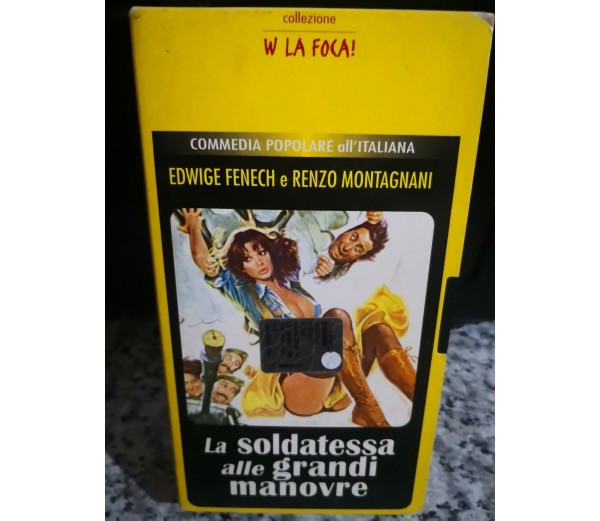 collezione
W LA FOCA!
COMMEDIA POPOLARE all'ITALIANA
EDWIGE FENECH e RENZO MONTAGNANI
La soldatessa
alle grandi
manovre